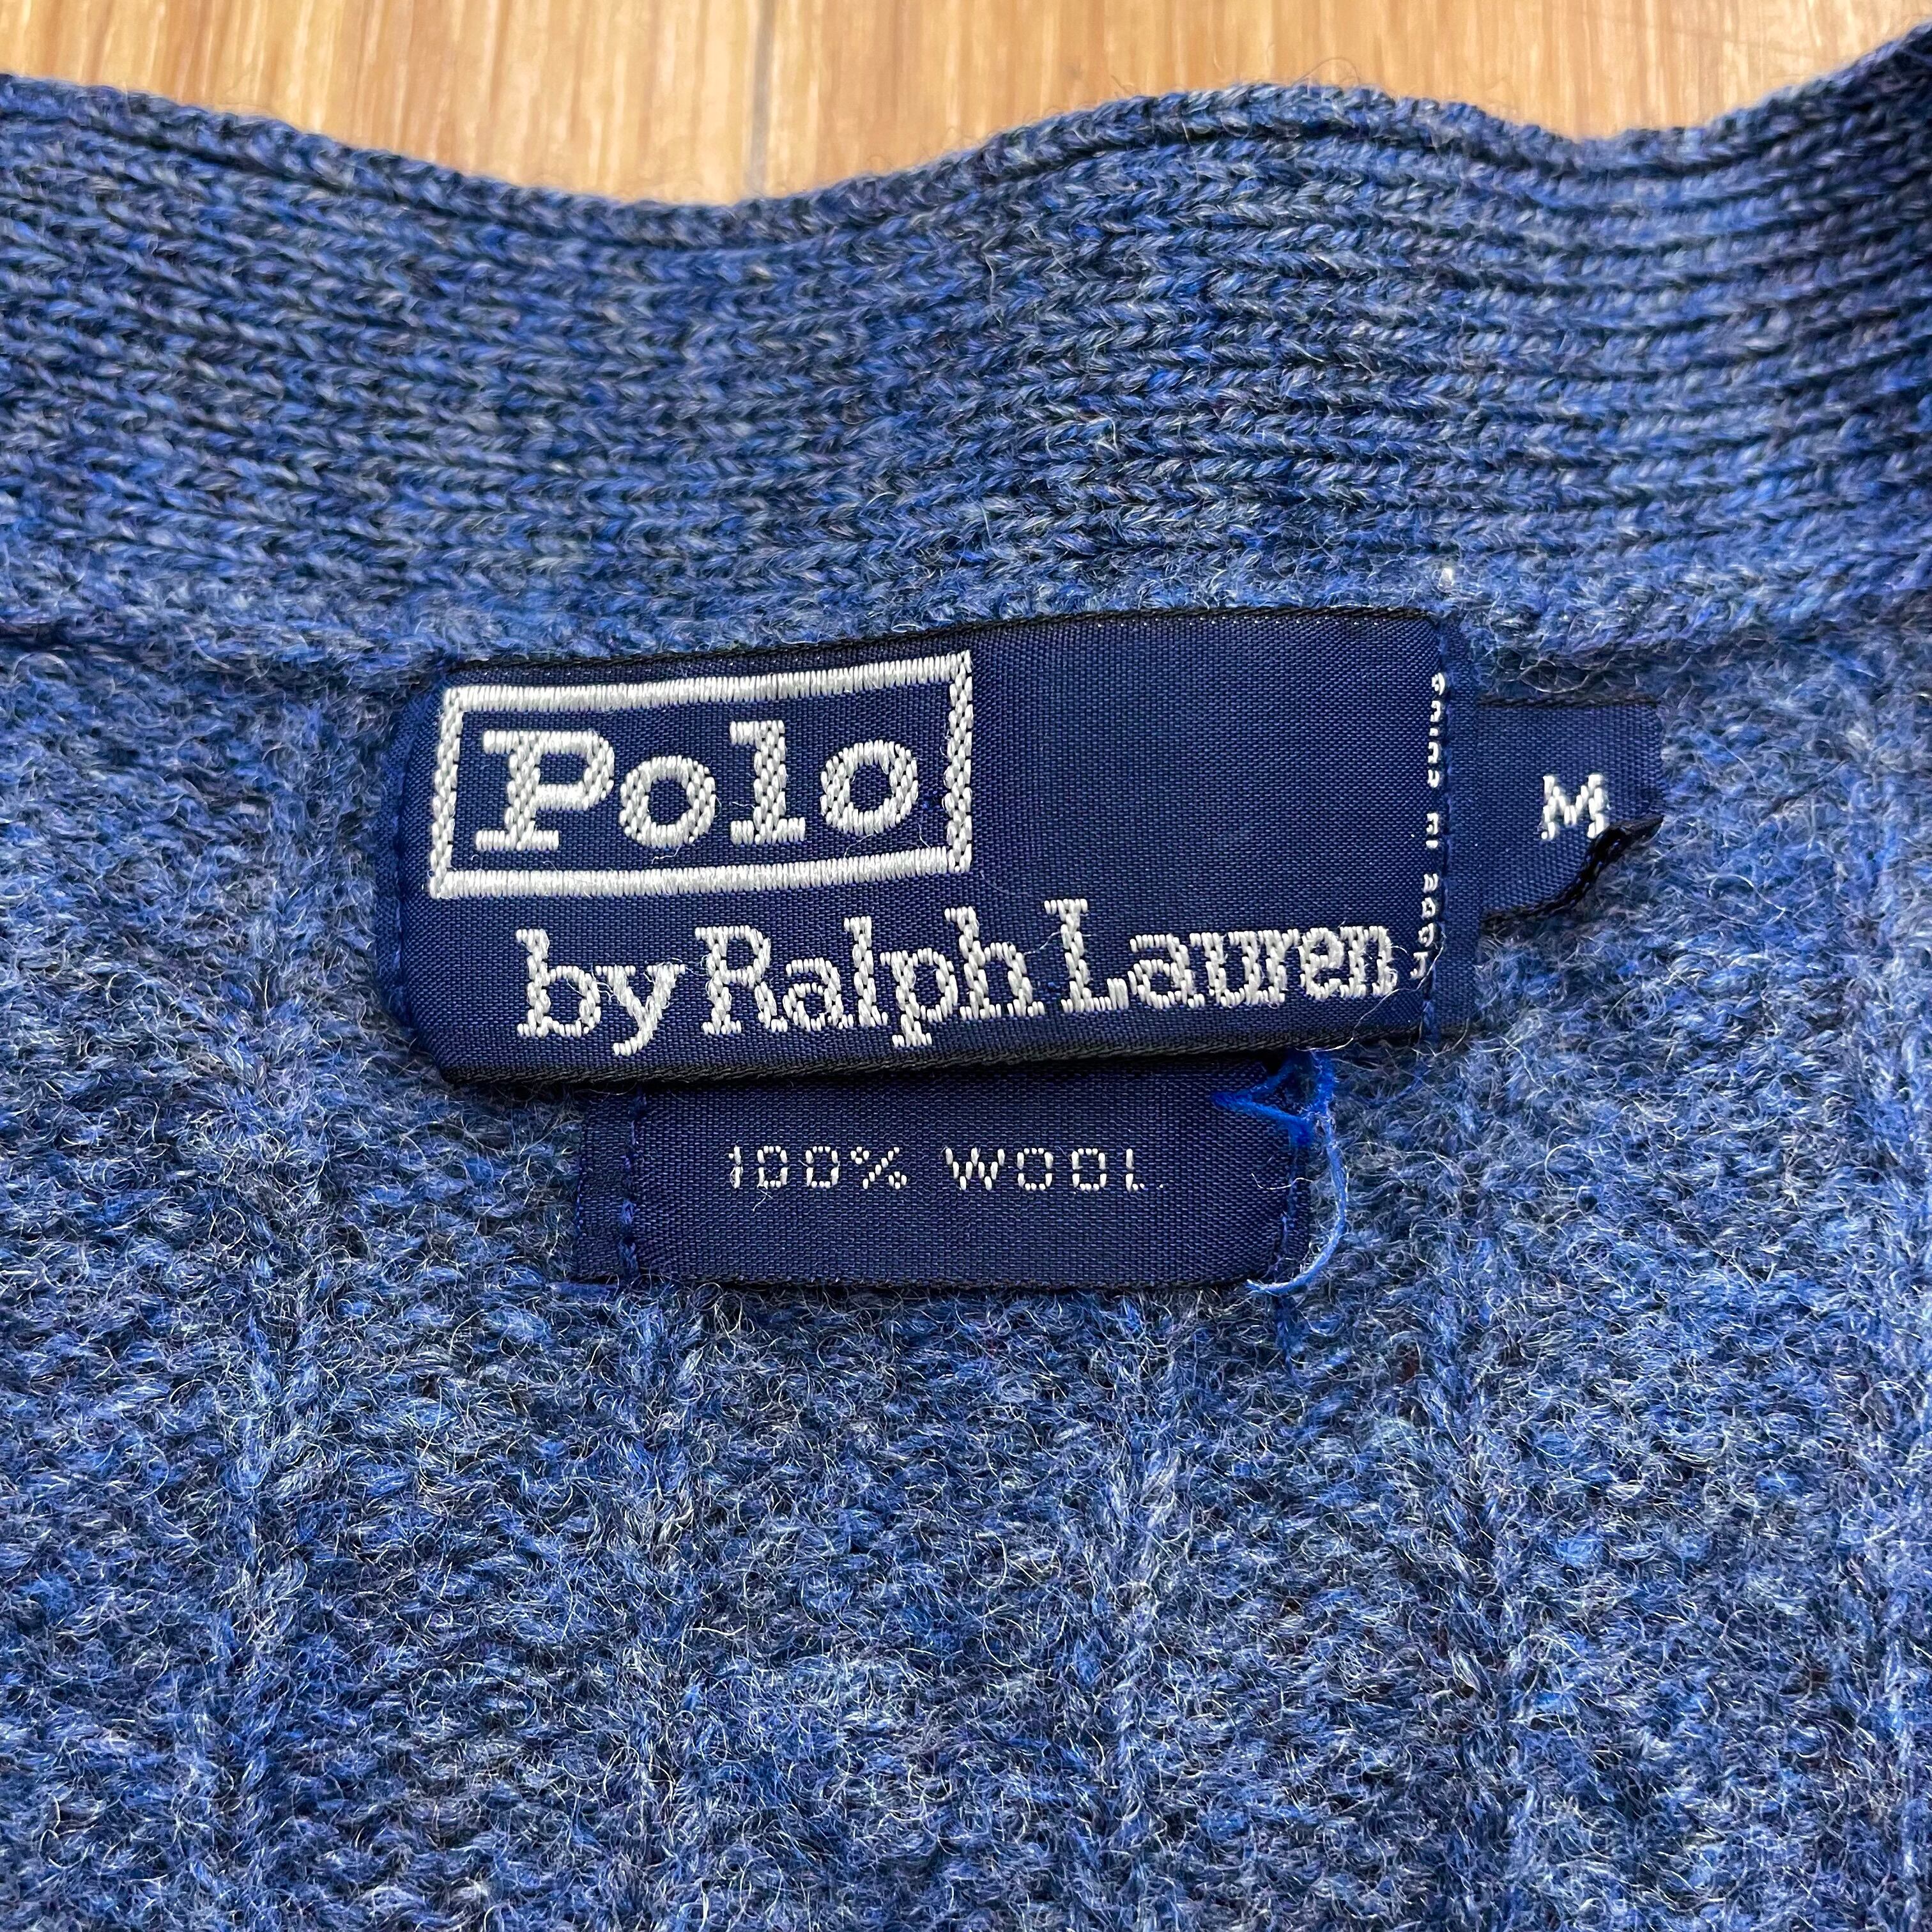 Polo
by Ralph Lauren
M
100% WOOL